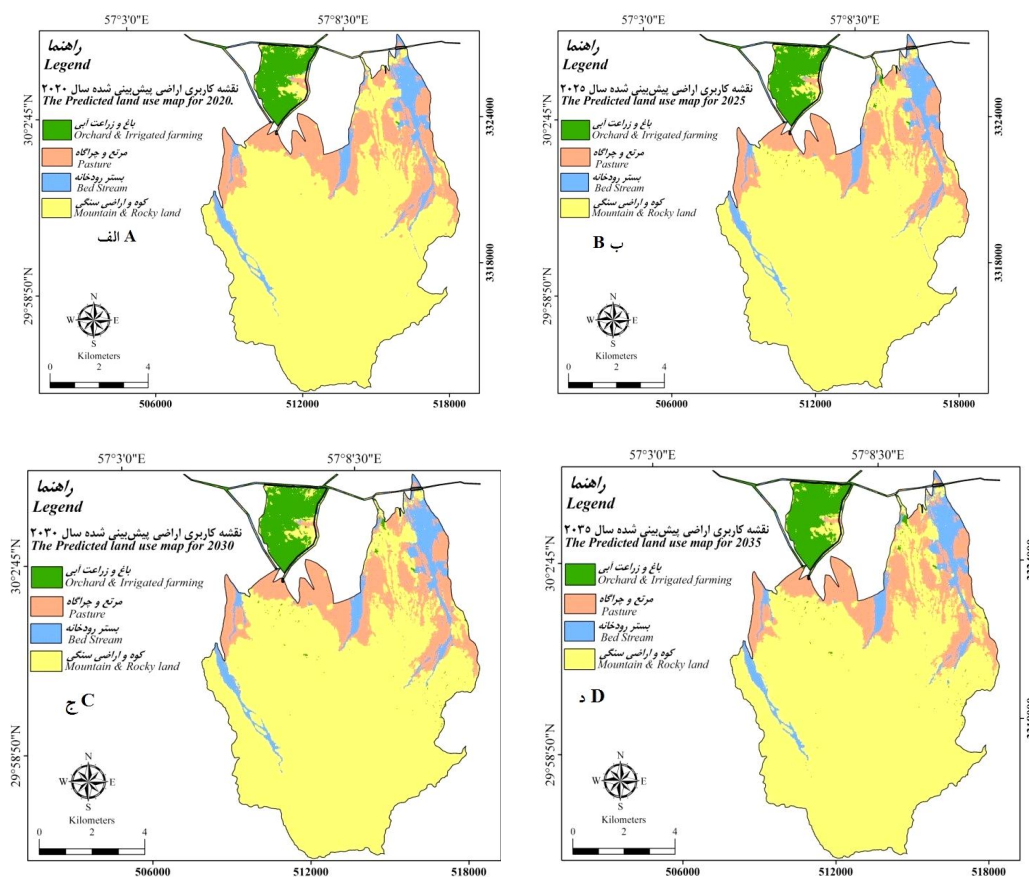 57°3'0"E
57°8'30"E
راهنما
Legend
نقشه کاربری اراضی پیش‌بینی شده سال ۲۰۲۰
The Predicted land use map for 2020.
باغ و زراعت آبی
Orchard & Irrigated farming
مرتع و چراگاه
Pasture
بستر رودخانه
Bed Stream
کوه و اراضی سنگی
Mountain & Rocky land
الف A
N
W
E
S
Kilometers
0 2 4
30°2'45"N
29°58'50"N
3324000
3318000
506000
512000
518000
57°3'0"E
57°8'30"E
راهنما
Legend
نقشه کاربری اراضی پیش‌بینی شده سال ۲۰۲۵
The Predicted land use map for 2025
باغ و زراعت آبی
Orchard & Irrigated farming
مرتع و چراگاه
Pasture
بستر رودخانه
Bed Stream
کوه و اراضی سنگی
Mountain & Rocky land
ب B
N
W
E
S
Kilometers
0 2 4
30°2'45"N
29°58'50"N
3324000
3318000
506000
512000
518000
57°3'0"E
57°8'30"E
راهنما
Legend
نقشه کاربری اراضی پیش‌بینی شده سال ۲۰۳۰
The Predicted land use map for 2030
باغ و زراعت آبی
Orchard & Irrigated farming
مرتع و چراگاه
Pasture
بستر رودخانه
Bed Stream
کوه و اراضی سنگی
Mountain & Rocky land
ج C
N
W
E
S
Kilometers
0 2 4
30°2'45"N
29°58'50"N
506000
512000
518000
57°3'0"E
57°8'30"E
راهنما
Legend
نقشه کاربری اراضی پیش‌بینی شده سال ۲۰۳۵
The Predicted land use map for 2035
باغ و زراعت آبی
Orchard & Irrigated farming
مرتع و چراگاه
Pasture
بستر رودخانه
Bed Stream
کوه و اراضی سنگی
Mountain & Rocky land
د D
N
W
E
S
Kilometers
0 2 4
30°2'45"N
29°58'50"N
506000
512000
518000